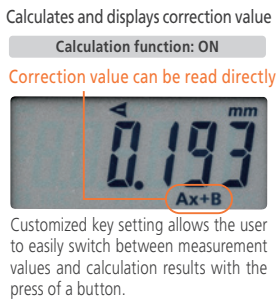 Calculates and displays correction value
Calculation function: ON
Correction value can be read directly
mm
0.193
Ax+B
Customized key setting allows the user
to easily switch between measurement
values and calculation results with the
press of a button.